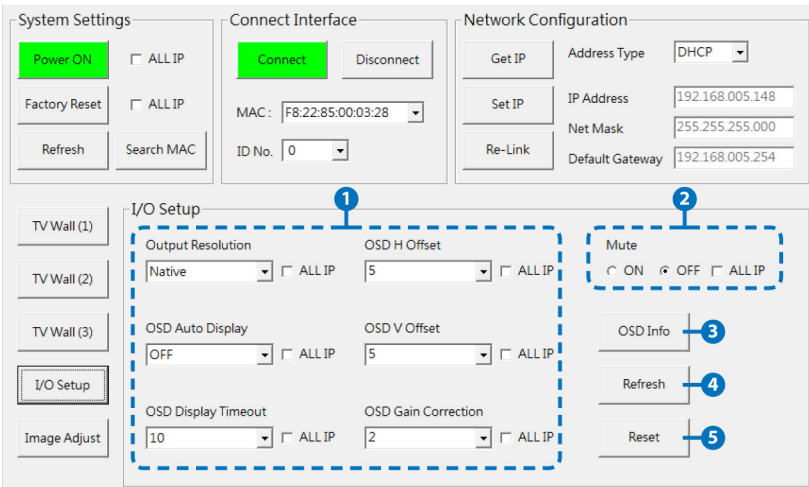 System Settings
Power ON
ALL IP
Factory Reset
ALL IP
Refresh
Search MAC
Connect Interface
Connect
Disconnect
MAC : F8:22:85:00:03:28
ID No. 0
Network Configuration
Get IP
Address Type DHCP
Set IP
IP Address 192.168.005.148
Net Mask 255.255.255.000
Re-Link
Default Gateway 192.168.005.254
TV Wall (1)
TV Wall (2)
TV Wall (3)
I/O Setup
Image Adjust
I/O Setup
1
Output Resolution
Native ALL IP
OSD H Offset
5 ALL IP
OSD Auto Display
OFF ALL IP
OSD V Offset
5 ALL IP
OSD Display Timeout
10 ALL IP
OSD Gain Correction
2 ALL IP
2
Mute
ON OFF ALL IP
OSD Info 3
Refresh 4
Reset 5